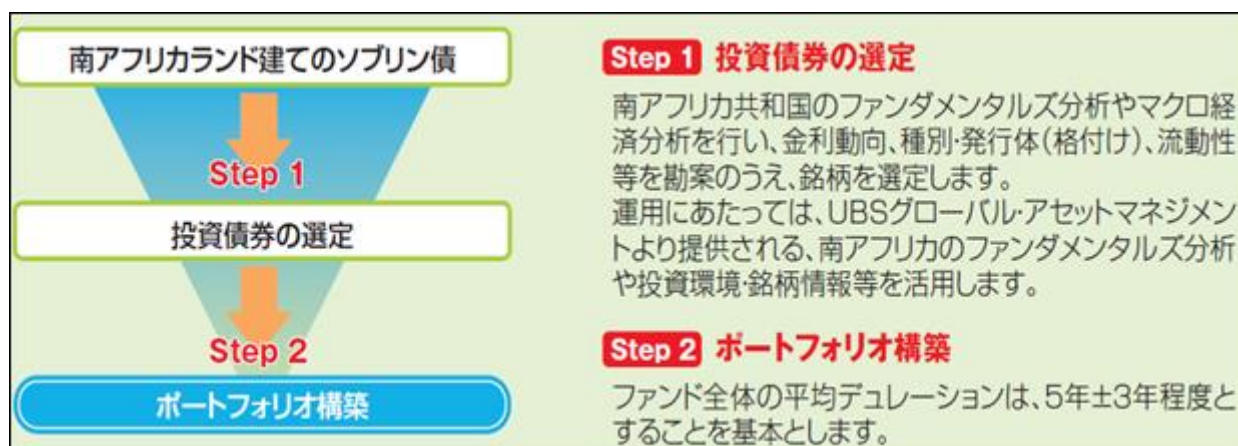 南アフリカランド建てのソブリン債
Step 1
投資債券の選定
Step 2
ポートフォリオ構築
Step 1 投資債券の選定
南アフリカ共和国のファンダメンタルズ分析やマクロ経
済分析を行い、金利動向、種別・発行体(格付け)、流動性
等を勘案のうえ、銘柄を選定します。
運用にあたっては、UBSグローバル・アセットマネジメン
トより提供される、南アフリカのファンダメンタルズ分析
や投資環境・銘柄情報等を活用します。
Step 2 ポートフォリオ構築
ファンド全体の平均デュレーションは、5年±3年程度と
することを基本とします。